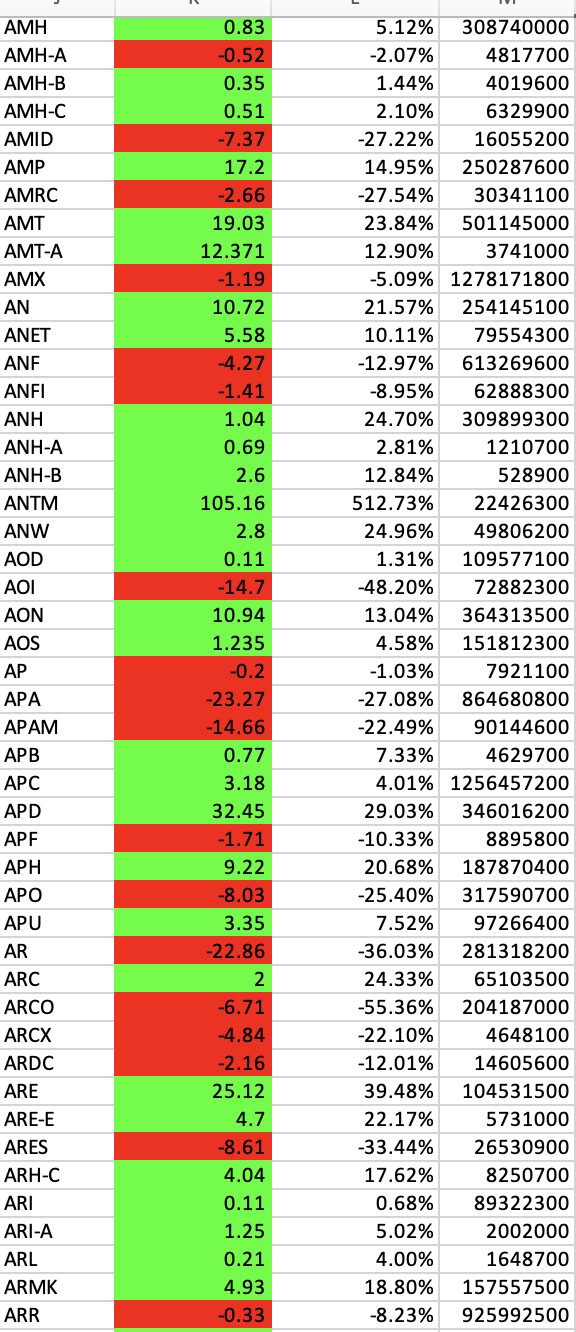 AMH 0.83 5.12% 308740000
AMH-A -0.52 -2.07% 4817700
AMH-B 0.35 1.44% 4019600
AMH-C 0.51 2.10% 6329900
AMID -7.37 -27.22% 16055200
AMP 17.2 14.95% 250287600
AMRC -2.66 -27.54% 30341100
AMT 19.03 23.84% 501145000
AMT-A 12.371 12.90% 3741000
AMX -1.19 -5.09% 1278171800
AN 10.72 21.57% 254145100
ANET 5.58 10.11% 79554300
ANF -4.27 -12.97% 613269600
ANFI -1.41 -8.95% 62888300
ANH 1.04 24.70% 309899300
ANH-A 0.69 2.81% 1210700
ANH-B 2.6 12.84% 528900
ANTM 105.16 512.73% 22426300
ANW 2.8 24.96% 49806200
AOD 0.11 1.31% 109577100
AOI -14.7 -48.20% 72882300
AON 10.94 13.04% 364313500
AOS 1.235 4.58% 151812300
AP -0.2 -1.03% 7921100
APA -23.27 -27.08% 864680800
APAM -14.66 -22.49% 90144600
APB 0.77 7.33% 4629700
APC 3.18 4.01% 1256457200
APD 32.45 29.03% 346016200
APF -1.71 -10.33% 8895800
APH 9.22 20.68% 187870400
APO -8.03 -25.40% 317590700
APU 3.35 7.52% 97266400
AR -22.86 -36.03% 281318200
ARC 2 24.33% 65103500
ARCO -6.71 -55.36% 204187000
ARCX -4.84 -22.10% 4648100
ARDC -2.16 -12.01% 14605600
ARE 25.12 39.48% 104531500
ARE-E 4.7 22.17% 5731000
ARES -8.61 -33.44% 26530900
ARH-C 4.04 17.62% 8250700
ARI 0.11 0.68% 89322300
ARI-A 1.25 5.02% 2002000
ARL 0.21 4.00% 1648700
ARMK 4.93 18.80% 157557500
ARR -0.33 -8.23% 925992500